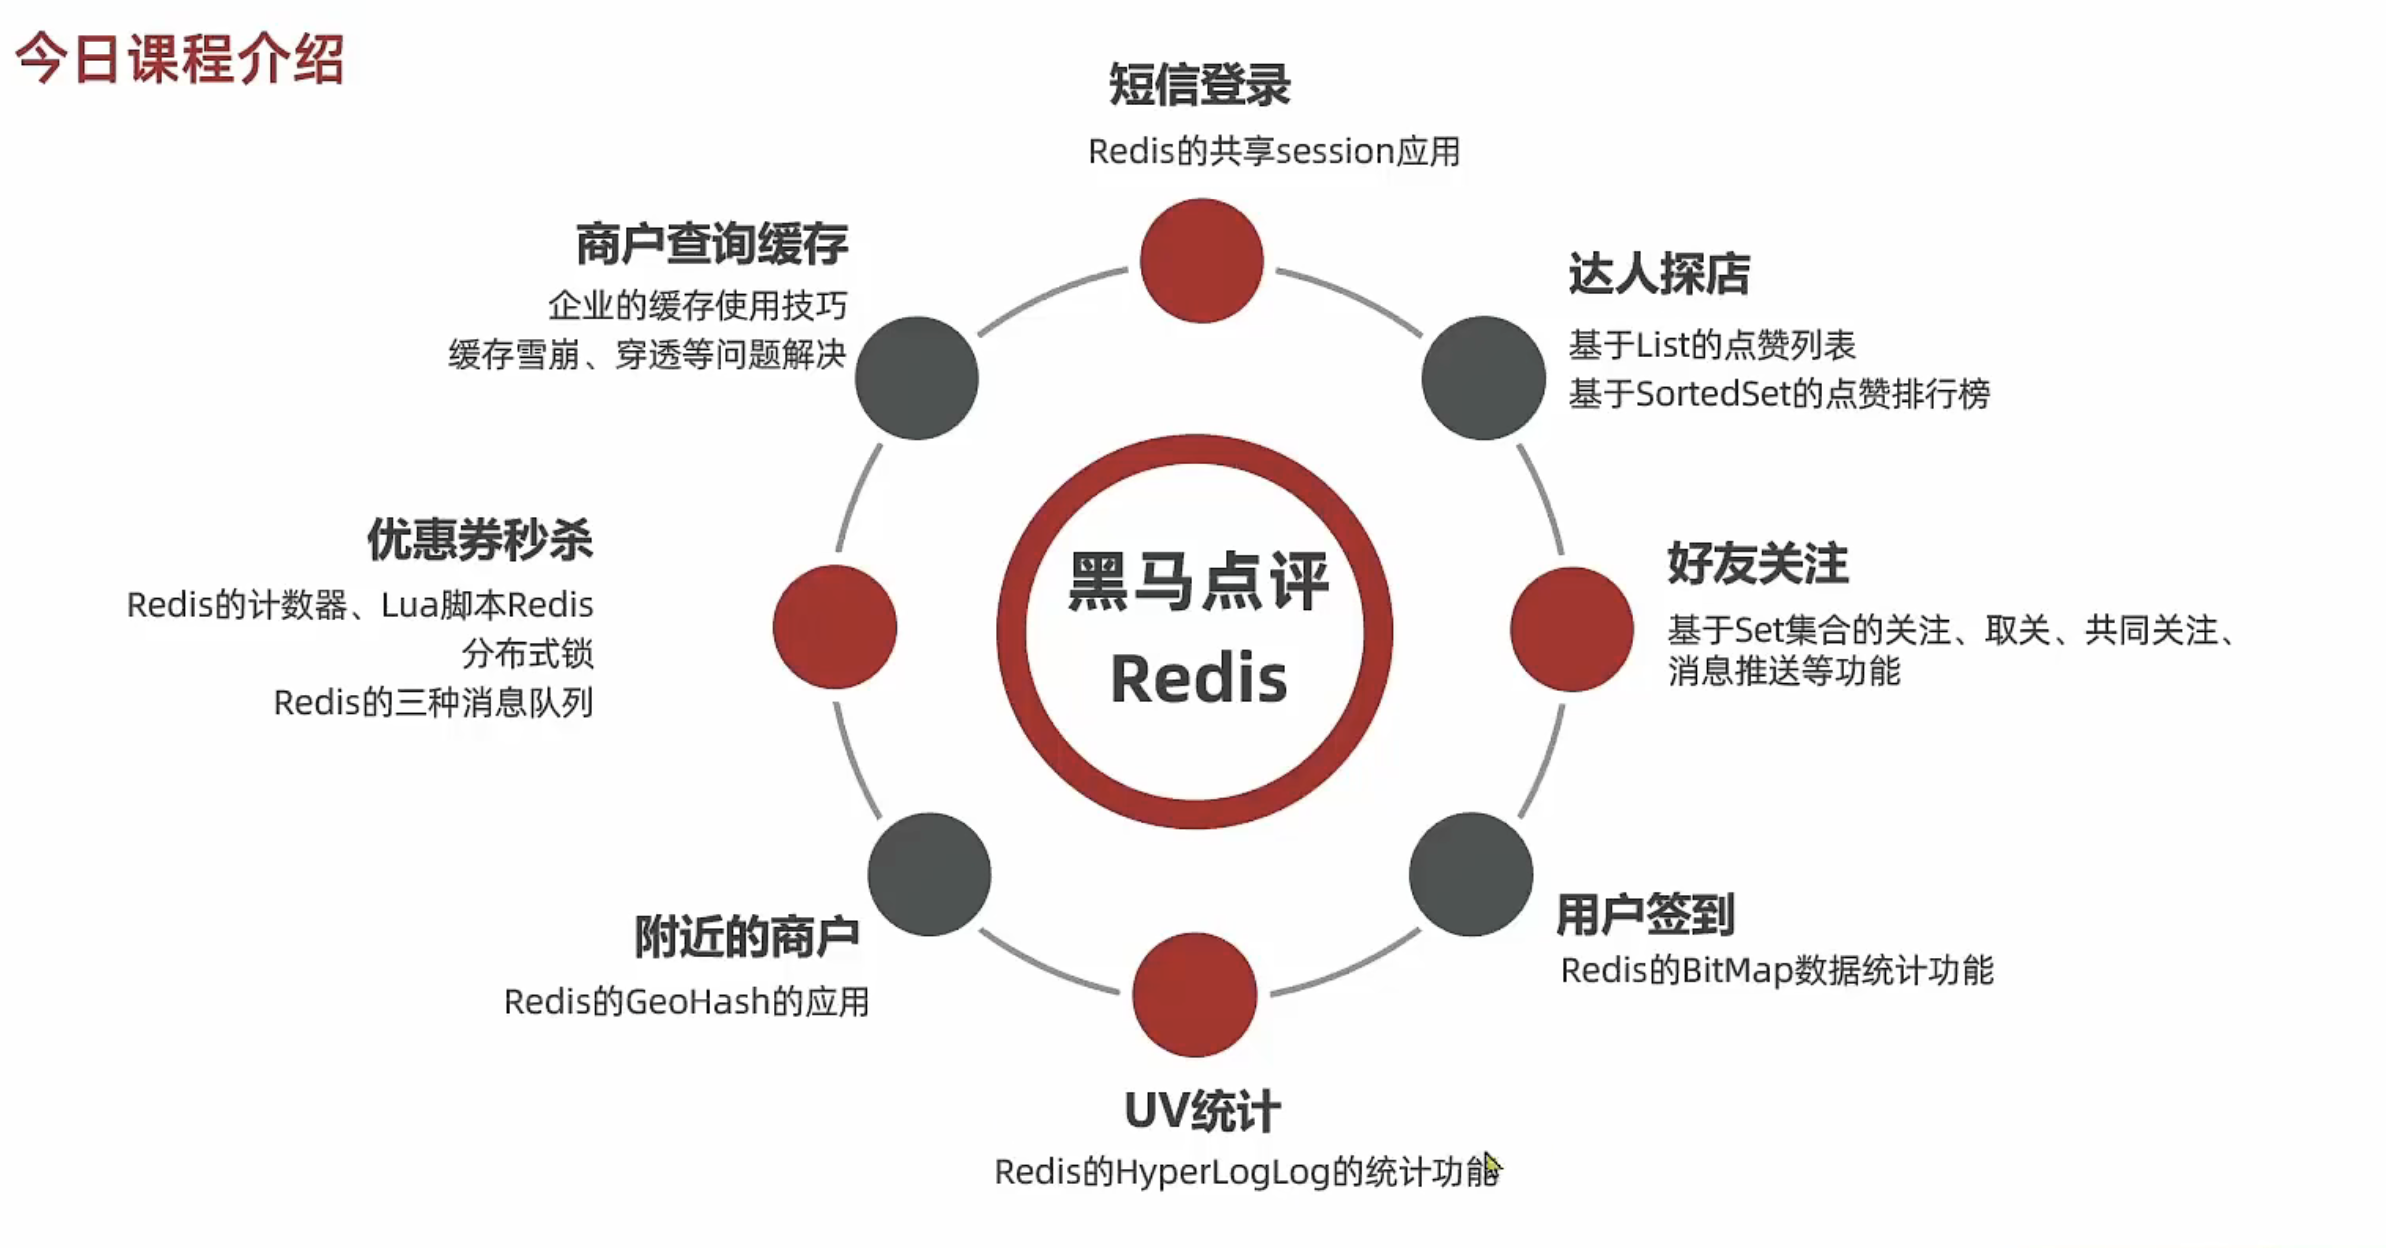 今日课程介绍
短信登录
Redis的共享session应用
商户查询缓存
企业的缓存使用技巧
缓存雪崩、穿透等问题解决
达人探店
基于List的点赞列表
基于SortedSet的点赞排行榜
优惠券秒杀
Redis的计数器、Lua脚本Redis
分布式锁
Redis的三种消息队列
黑马点评
Redis
好友关注
基于Set集合的关注、取关、共同关注、
消息推送等功能
附近的商户
Redis的GeoHash的应用
用户签到
Redis的BitMap数据统计功能
UV统计
Redis的HyperLogLog的统计功能